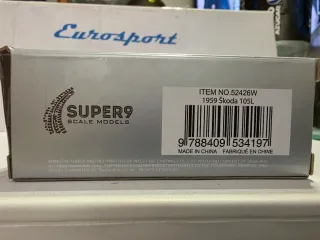 Eurosport
SUPER9
SCALE MODELS
ITEM NO.52426W
1959 Škoda 105L
9 788409 534197
MADE IN CHINA FABRIQUÉ EN CHINE